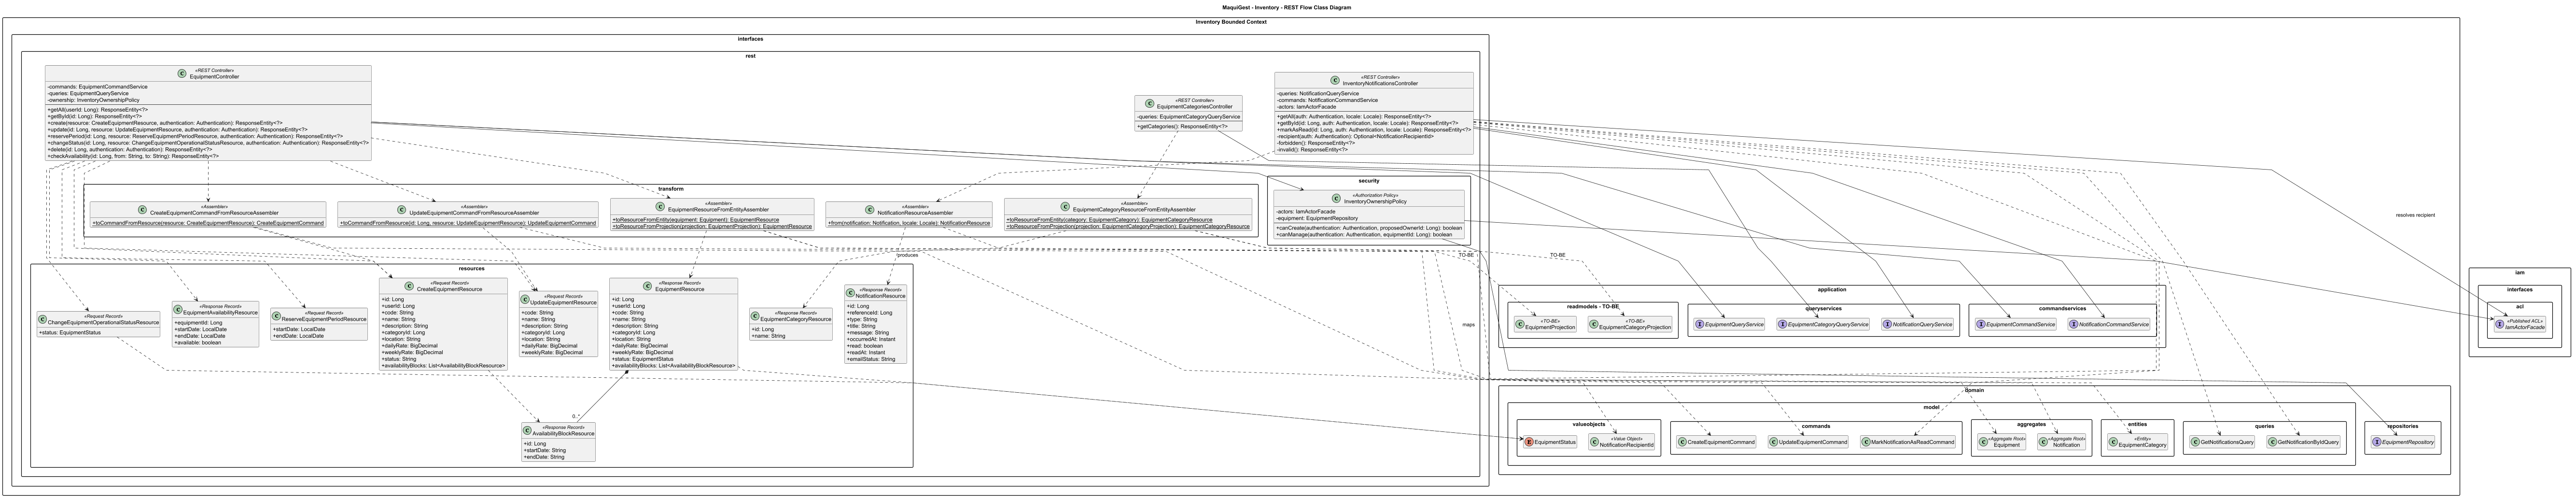 MaquiGest - Inventory - REST Flow Class Diagram
Inventory Bounded Context
interfaces
rest
«REST Controller»
EquipmentController
-commands: EquipmentCommandService
-queries: EquipmentQueryService
-ownership: InventoryOwnershipPolicy
+getAll(userId: Long): ResponseEntity<?>
+getById(id: Long): ResponseEntity<?>
+create(resource: CreateEquipmentResource, authentication: Authentication): ResponseEntity<?>
+update(id: Long, resource: UpdateEquipmentResource, authentication: Authentication): ResponseEntity<?>
+reservePeriod(id: Long, resource: ReserveEquipmentPeriodResource, authentication: Authentication): ResponseEntity<?>
+changeStatus(id: Long, resource: ChangeEquipmentOperationalStatusResource, authentication: Authentication): ResponseEntity<?>
+delete(id: Long, authentication: Authentication): ResponseEntity<?>
+checkAvailability(id: Long, from: String, to: String): ResponseEntity<?>
«REST Controller»
EquipmentCategoriesController
-queries: EquipmentCategoryQueryService
+getCategories(): ResponseEntity<?>
«REST Controller»
InventoryNotificationsController
-queries: NotificationQueryService
-commands: NotificationCommandService
-actors: IamActorFacade
+getAll(auth: Authentication, locale: Locale): ResponseEntity<?>
+getById(id: Long, auth: Authentication, locale: Locale): ResponseEntity<?>
+markAsRead(id: Long, auth: Authentication, locale: Locale): ResponseEntity<?>
-recipient(auth: Authentication): Optional<NotificationRecipientId>
-forbidden(): ResponseEntity<?>
-invalid(): ResponseEntity<?>
transform
«Assembler»
CreateEquipmentCommandFromResourceAssembler
+toCommandFromResource(resource: CreateEquipmentResource): CreateEquipmentCommand
«Assembler»
UpdateEquipmentCommandFromResourceAssembler
+toCommandFromResource(id: Long, resource: UpdateEquipmentResource): UpdateEquipmentCommand
«Assembler»
EquipmentResourceFromEntityAssembler
+toResourceFromEntity(equipment: Equipment): EquipmentResource
+toResourceFromProjection(projection: EquipmentProjection): EquipmentResource
«Assembler»
NotificationResourceAssembler
+from(notification: Notification, locale: Locale): NotificationResource
«Assembler»
EquipmentCategoryResourceFromEntityAssembler
+toResourceFromEntity(category: EquipmentCategory): EquipmentCategoryResource
+toResourceFromProjection(projection: EquipmentCategoryProjection): EquipmentCategoryResource
security
«Authorization Policy»
InventoryOwnershipPolicy
-actors: IamActorFacade
-equipment: EquipmentRepository
+canCreate(authentication: Authentication, proposedOwnerId: Long): boolean
+canManage(authentication: Authentication, equipmentId: Long): boolean
resolves recipient
produces
TO-BE
TO-BE
maps
resources
«Request Record»
ChangeEquipmentOperationalStatusResource
+status: EquipmentStatus
«Response Record»
EquipmentAvailabilityResource
+equipmentId: Long
+startDate: LocalDate
+endDate: LocalDate
+available: boolean
«Request Record»
ReserveEquipmentPeriodResource
+startDate: LocalDate
+endDate: LocalDate
«Request Record»
CreateEquipmentResource
+id: Long
+userId: Long
+code: String
+name: String
+description: String
+categoryId: Long
+location: String
+dailyRate: BigDecimal
+weeklyRate: BigDecimal
+status: String
+availabilityBlocks: List<AvailabilityBlockResource>
«Request Record»
UpdateEquipmentResource
+code: String
+name: String
+description: String
+categoryId: Long
+location: String
+dailyRate: BigDecimal
+weeklyRate: BigDecimal
«Response Record»
EquipmentResource
+id: Long
+userId: Long
+code: String
+name: String
+description: String
+categoryId: Long
+location: String
+dailyRate: BigDecimal
+weeklyRate: BigDecimal
+status: EquipmentStatus
+availabilityBlocks: List<AvailabilityBlockResource>
«Response Record»
EquipmentCategoryResource
+id: Long
+name: String
«Response Record»
NotificationResource
+id: Long
+referenceId: Long
+type: String
+title: String
+message: String
+occurredAt: Instant
+read: boolean
+readAt: Instant
+emailStatus: String
0..*
«Response Record»
AvailabilityBlockResource
+id: Long
+startDate: String
+endDate: String
application
readmodels - TO-BE
«TO-BE»
EquipmentProjection
«TO-BE»
EquipmentCategoryProjection
queryservices
EquipmentQueryService
EquipmentCategoryQueryService
NotificationQueryService
commandservices
EquipmentCommandService
NotificationCommandService
iam
interfaces
acl
«Published ACL»
IamActorFacade
domain
model
valueobjects
EquipmentStatus
«Value Object»
NotificationRecipientId
commands
CreateEquipmentCommand
UpdateEquipmentCommand
MarkNotificationAsReadCommand
aggregates
«Aggregate Root»
Equipment
«Aggregate Root»
Notification
entities
«Entity»
EquipmentCategory
queries
GetNotificationsQuery
GetNotificationByIdQuery
repositories
EquipmentRepository